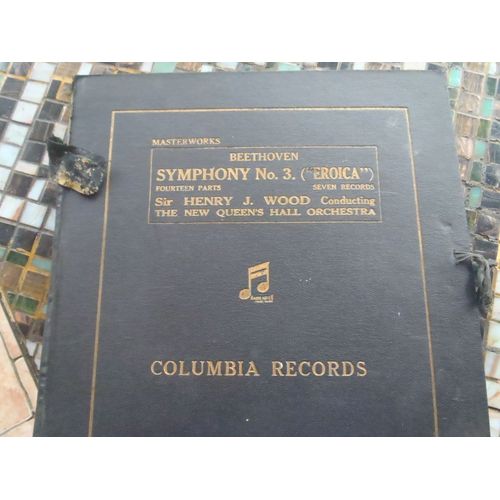 MASTERWORKS
BEETHOVEN
SYMPHONY No. 3. ("EROICA")
FOURTEEN PARTS SEVEN RECORDS
Sir HENRY J. WOOD Conducting
THE NEW QUEEN'S HALL ORCHESTRA
COLUMBIA RECORDS